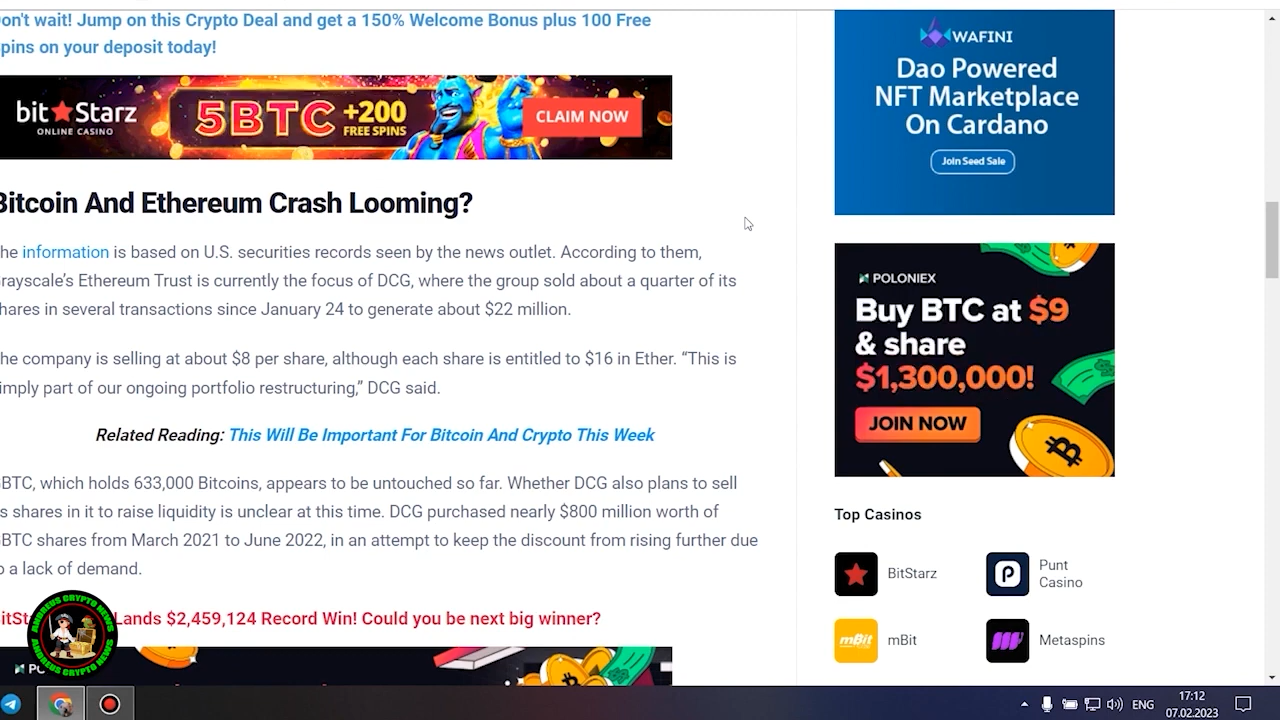 on't wait! Jump on this Crypto Deal and get a 150% Welcome Bonus plus 100 Free
pins on your deposit today!
bit★Starz
ONLINE CASINO
5BTC +200
FREE SPINS
CLAIM NOW
Bitcoin And Ethereum Crash Looming?
he information is based on U.S. securities records seen by the news outlet. According to them,
rayscale's Ethereum Trust is currently the focus of DCG, where the group sold about a quarter of its
hares in several transactions since January 24 to generate about $22 million.
he company is selling at about $8 per share, although each share is entitled to $16 in Ether. “This is
imply part of our ongoing portfolio restructuring,” DCG said.
Related Reading: This Will Be Important For Bitcoin And Crypto This Week
BTC, which holds 633,000 Bitcoins, appears to be untouched so far. Whether DCG also plans to sell
s shares in it to raise liquidity is unclear at this time. DCG purchased nearly $800 million worth of
BTC shares from March 2021 to June 2022, in an attempt to keep the discount from rising further due
o a lack of demand.
itSt Lands $2,459,124 Record Win! Could you be next big winner?
ANDREUS CRYPTO NEWS
ANDREUS CRYPTO NEWS
WAFINI
Dao Powered
NFT Marketplace
On Cardano
Join Seed Sale
POLONIEX
Buy BTC at $9
& share
$1,300,000!
JOIN NOW
Top Casinos
BitStarz
Punt
Casino
mBit
mBit
Metaspins
ENG
17:12
07.02.2023